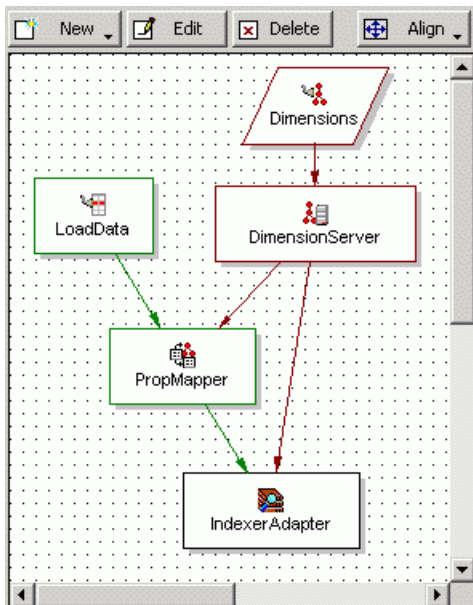 New Edit Delete Align
Dimensions
LoadData
DimensionServer
PropMapper
IndexerAdapter